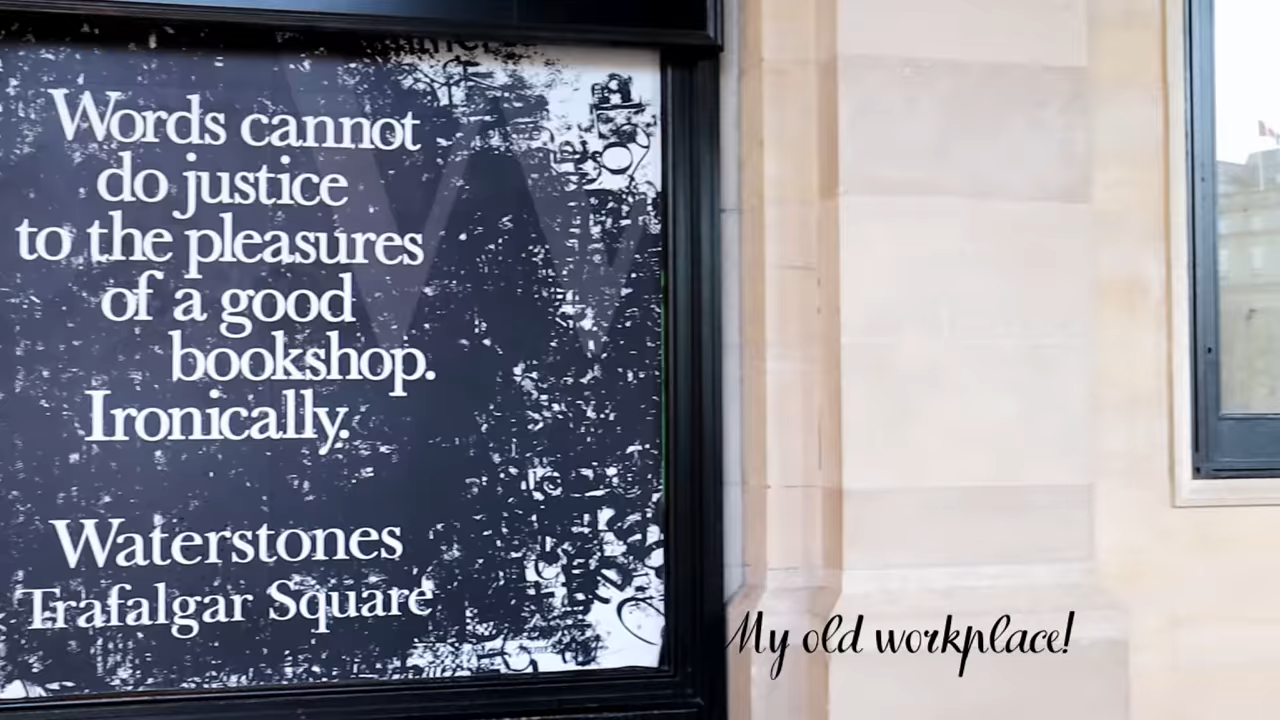 Words cannot
do justice
to the pleasures
of a good
bookshop.
Ironically.
Waterstones
Trafalgar Square
My old workplace!